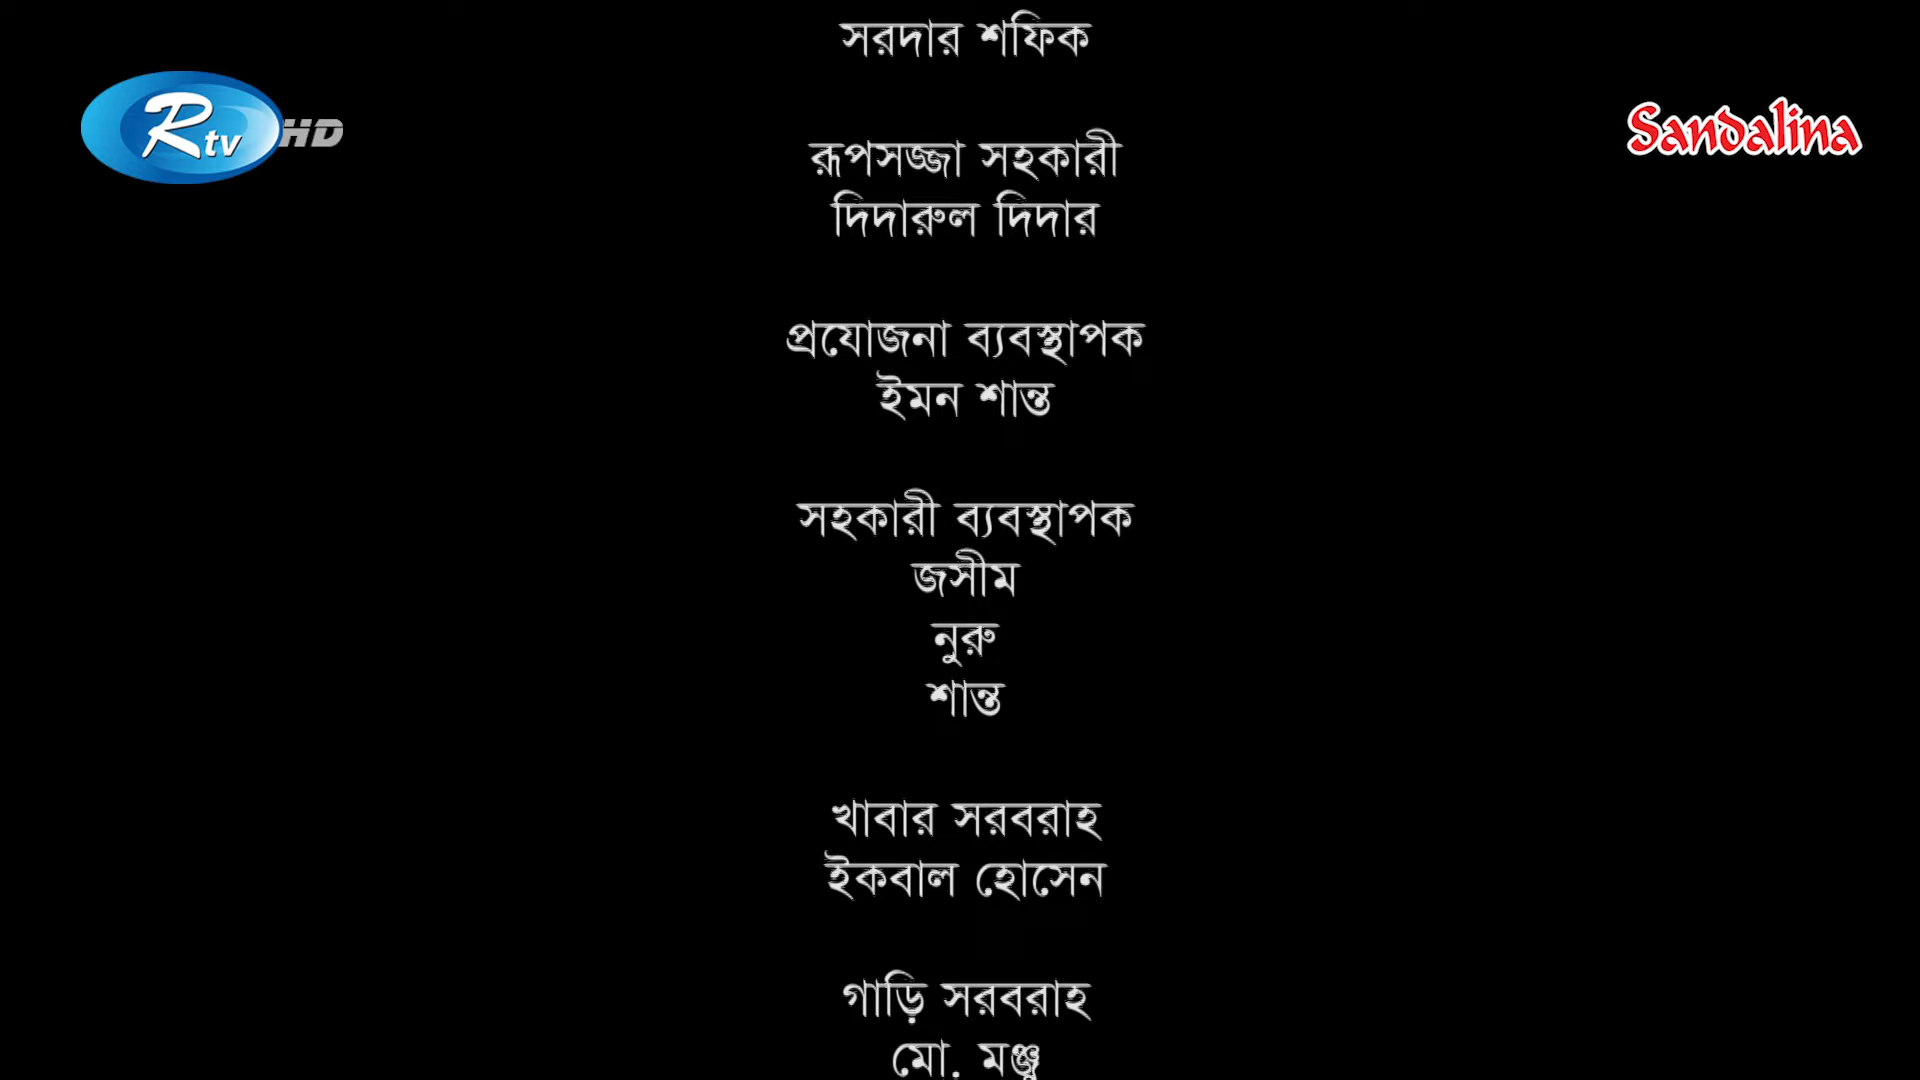 সরদার শফিক
Rtv HD
Sandalina
রূপসজ্জা সহকারী
দিদারুল দিদার
প্রযোজনা ব্যবস্থাপক
ইমন শান্ত
সহকারী ব্যবস্থাপক
জসীম
নুরু
শান্ত
খাবার সরবরাহ
ইকবাল হোসেন
গাড়ি সরবরাহ
মো. মঞ্জু